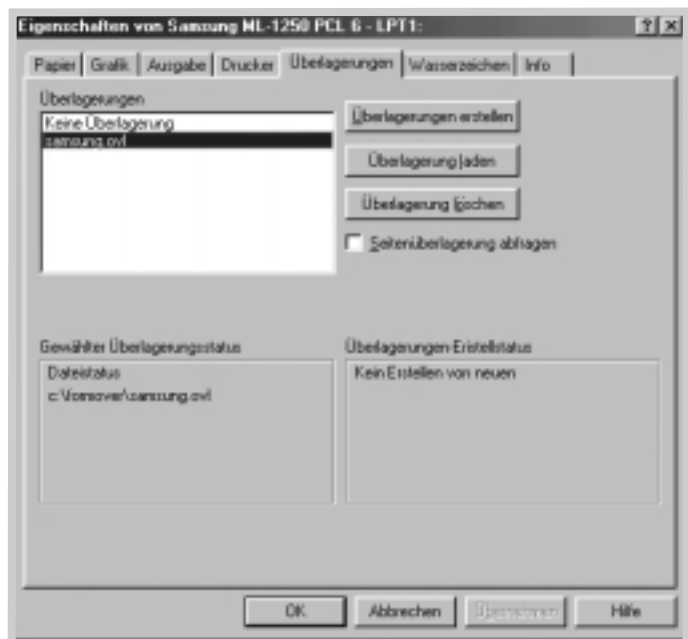 Eigenschaften von Samsung ML-1250 PCL 6 - LPT1:
Papier Grafik Ausgabe Drucker Überlagerungen Wasserzeichen Info
Überlagerungen
Keine Überlagerung
samsung.ovl
Überlagerungen erstellen
Überlagerung laden
Überlagerung löschen
Seitenüberlagerung abfragen
Gewählter Überlagerungsstatus
Dateistatus
c:\formover\samsung.ovl
Überlagerungen-Eristellstatus
Kein Erstellen von neuen
OK Abbrechen Übernehmen Hilfe